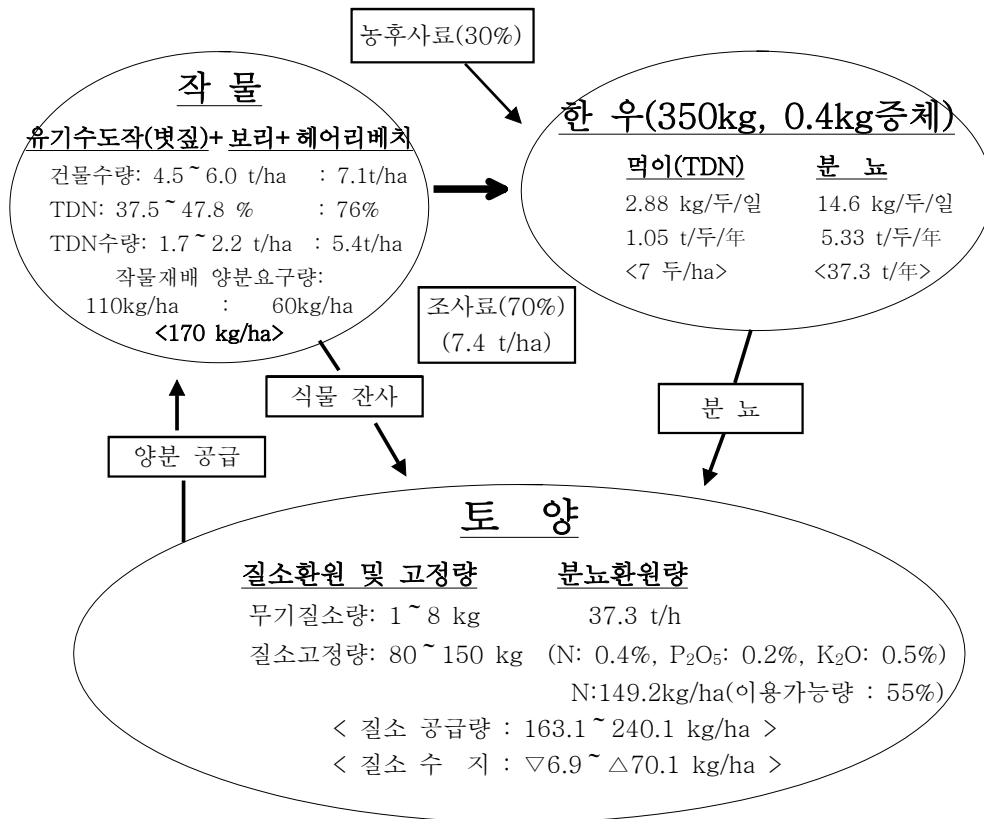 농후사료(30%)
작 물
유기수도작(볏짚)+ 보리+ 헤어리베치
건물수량: 4.5~6.0 t/ha : 7.1t/ha
TDN: 37.5~47.8 % : 76%
TDN수량: 1.7~2.2 t/ha : 5.4t/ha
작물재배 양분요구량:
110kg/ha : 60kg/ha
<170 kg/ha>
한 우(350kg, 0.4kg증체)
먹이(TDN) 분 뇨
2.88 kg/두/일 14.6 kg/두/일
1.05 t/두/年 5.33 t/두/年
<7 두/ha> <37.3 t/年>
조사료(70%)
(7.4 t/ha)
식물 잔사
분 뇨
양분 공급
토 양
질소환원 및 고정량 분뇨환원량
무기질소량: 1~8 kg 37.3 t/h
질소고정량: 80~150 kg (N: 0.4%, P₂O₅: 0.2%, K₂O: 0.5%)
N:149.2kg/ha(이용가능량 : 55%)
< 질소 공급량 : 163.1~240.1 kg/ha >
< 질소 수 지 : ▽6.9~△70.1 kg/ha >